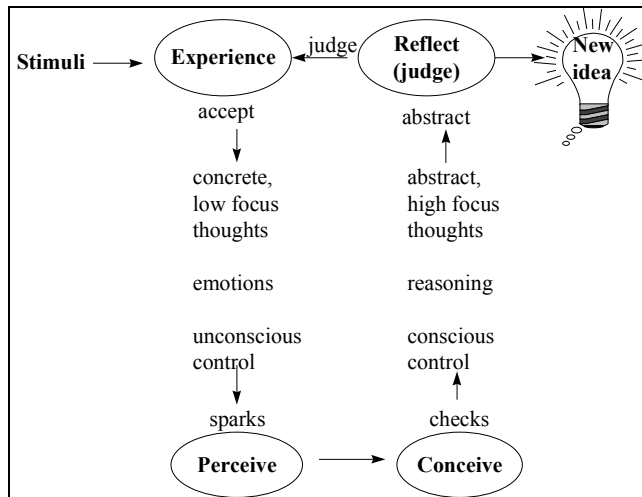 Stimuli
Experience
judge
Reflect
(judge)
New
idea
accept
concrete,
low focus
thoughts
emotions
unconscious
control
sparks
Perceive
abstract
abstract,
high focus
thoughts
reasoning
conscious
control
checks
Conceive